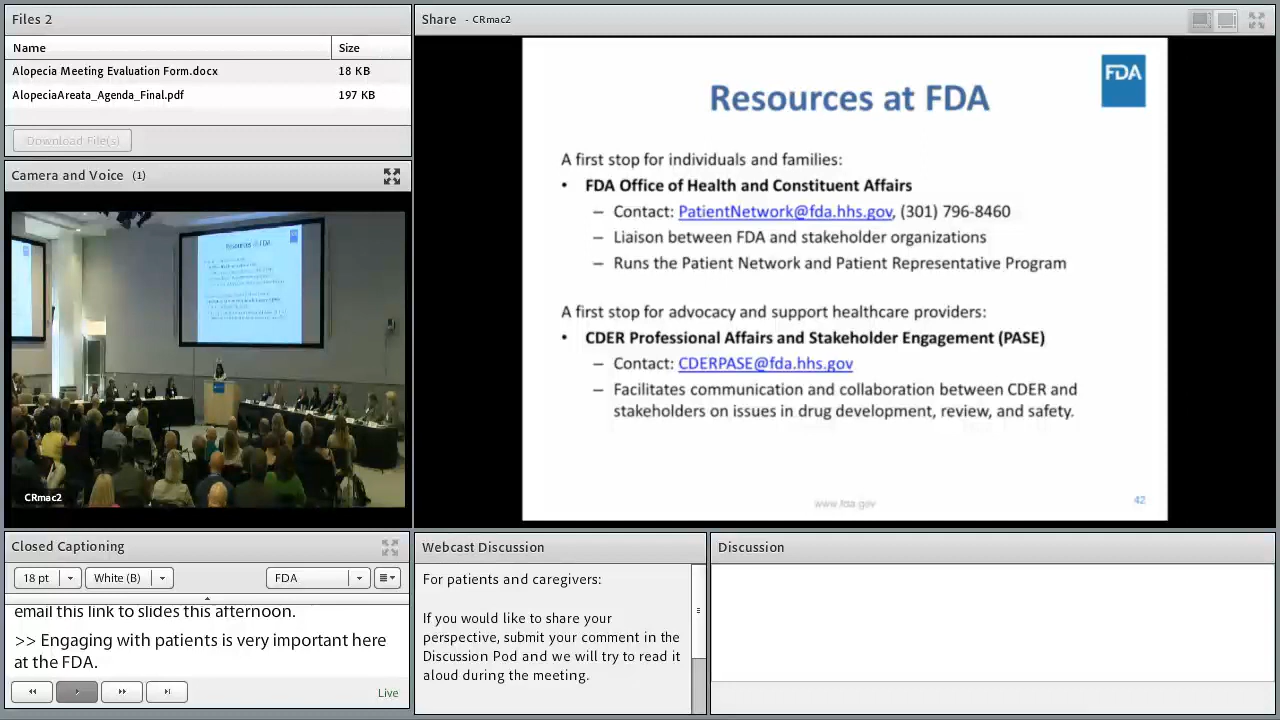 Files 2
Name Size
Alopecia Meeting Evaluation Form.docx 18 KB
AlopeciaAreata_Agenda_Final.pdf 197 KB
Download File(s)
Camera and Voice (1)
Resources at FDA
CRmac2
Closed Captioning
18 pt White (B) FDA
email this link to slides this afternoon.
>> Engaging with patients is very important here
at the FDA.
Live
Share - CRmac2
FDA
Resources at FDA
A first stop for individuals and families:
• FDA Office of Health and Constituent Affairs
– Contact: PatientNetwork@fda.hhs.gov, (301) 796-8460
– Liaison between FDA and stakeholder organizations
– Runs the Patient Network and Patient Representative Program
A first stop for advocacy and support healthcare providers:
• CDER Professional Affairs and Stakeholder Engagement (PASE)
– Contact: CDERPASE@fda.hhs.gov
– Facilitates communication and collaboration between CDER and
stakeholders on issues in drug development, review, and safety.
www.fda.gov
42
Webcast Discussion
For patients and caregivers:
If you would like to share your
perspective, submit your comment in the
Discussion Pod and we will try to read it
aloud during the meeting.
Discussion